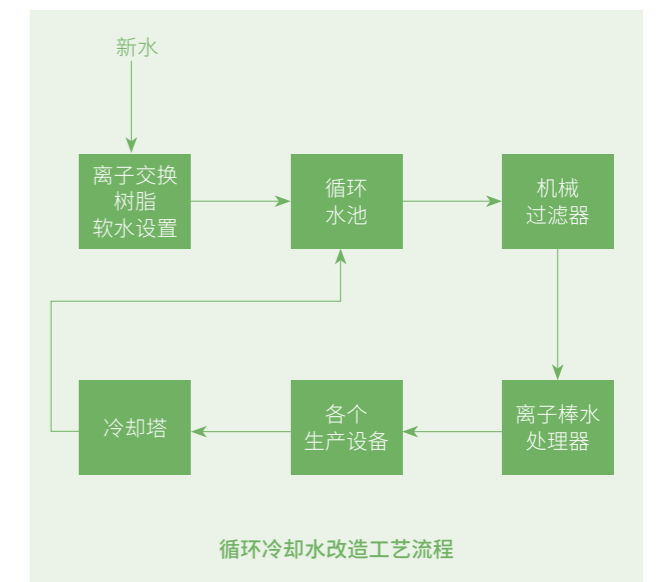 新水
离子交换
树脂
软水设置
循环
水池
机械
过滤器
冷却塔
各个
生产设备
离子棒水
处理器
循环冷却水改造工艺流程